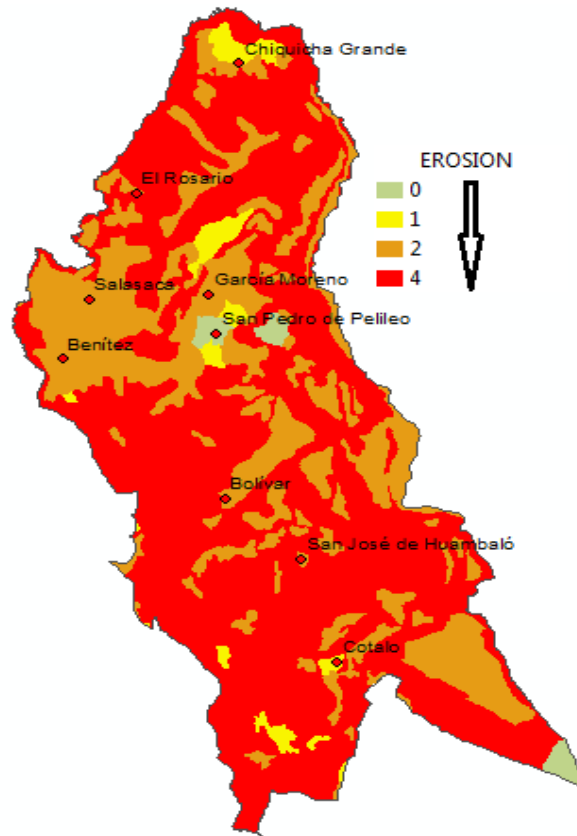 Chiquicha Grande
EROSION
0
1
2
4
El Rosario
Salasaca
García Moreno
San Pedro de Pelileo
Benítez
Bolívar
San José de Huambaló
Cotalo